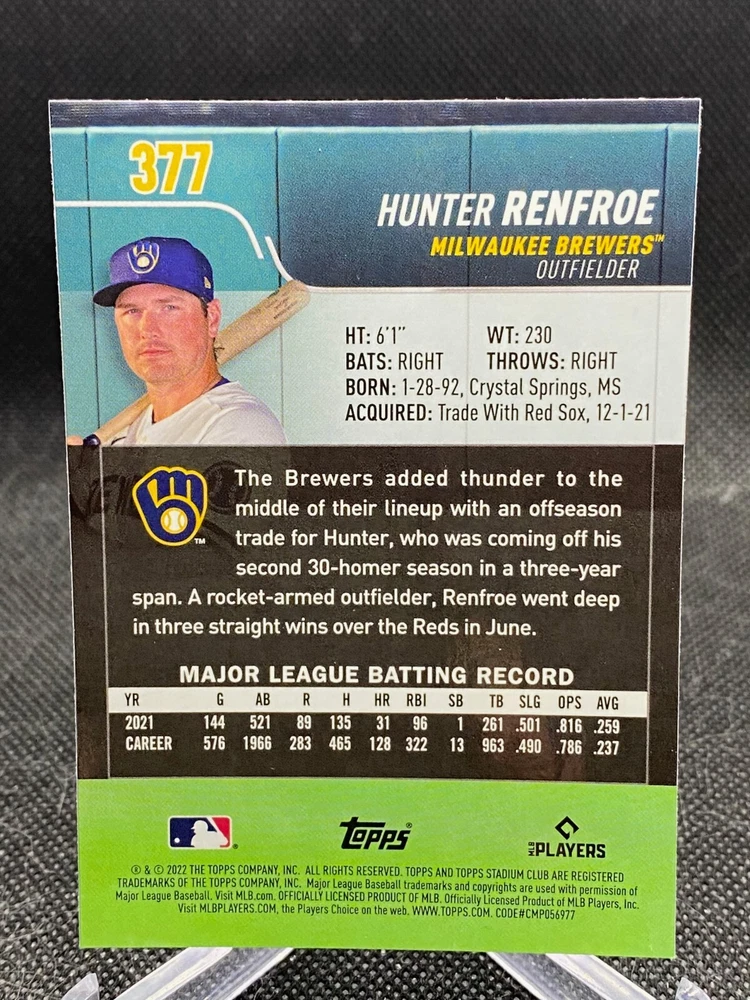 377
HUNTER RENFROE
MILWAUKEE BREWERS™
OUTFIELDER
HT: 6'1" WT: 230
BATS: RIGHT THROWS: RIGHT
BORN: 1-28-92, Crystal Springs, MS
ACQUIRED: Trade With Red Sox, 12-1-21
The Brewers added thunder to the
middle of their lineup with an offseason
trade for Hunter, who was coming off his
second 30-homer season in a three-year
span. A rocket-armed outfielder, Renfroe went deep
in three straight wins over the Reds in June.
™
MAJOR LEAGUE BATTING RECORD
YR G AB R H HR RBI SB TB SLG OPS AVG
2021 144 521 89 135 31 96 1 261 .501 .816 .259
CAREER 576 1966 283 465 128 322 13 963 .490 .786 .237
TOPPS®
MLB PLAYERS
® & © 2022 THE TOPPS COMPANY, INC. ALL RIGHTS RESERVED. TOPPS AND TOPPS STADIUM CLUB ARE REGISTERED
TRADEMARKS OF THE TOPPS COMPANY, INC. Major League Baseball trademarks and copyrights are used with permission of
Major League Baseball. Visit MLB.com. OFFICIALLY LICENSED PRODUCT OF MLB. Officially Licensed Product of MLB Players, Inc.
Visit MLBPLAYERS.COM, the Players Choice on the web. WWW.TOPPS.COM. CODE#CMP056977